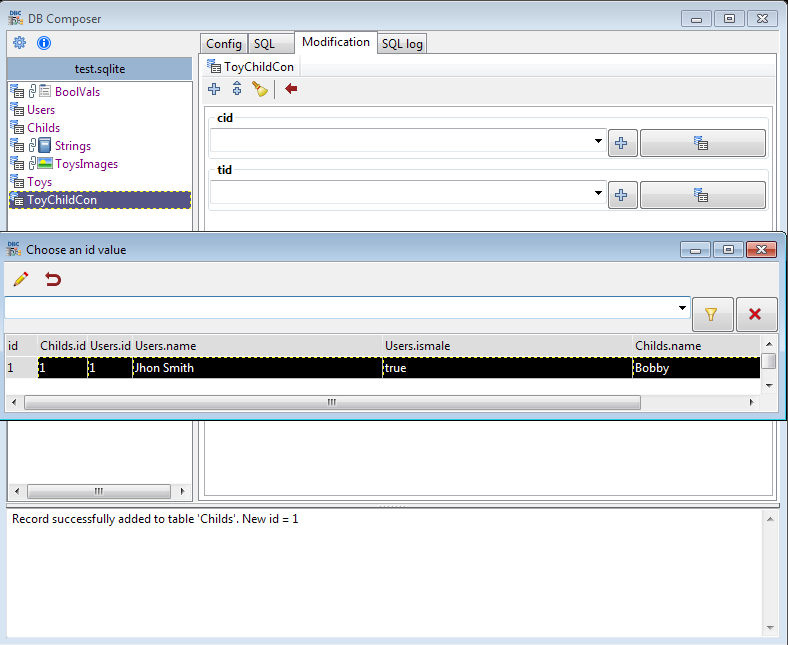 DBC DB Composer
Config SQL Modification SQL log
test.sqlite
ToyChildCon
BoolVals
Users
Childs
Strings
ToysImages
Toys
ToyChildCon
cid
tid
DBC Choose an id value
id Childs.id Users.id Users.name Users.ismale Childs.name
1 1 1 Jhon Smith true Bobby
Record successfully added to table 'Childs'. New id = 1